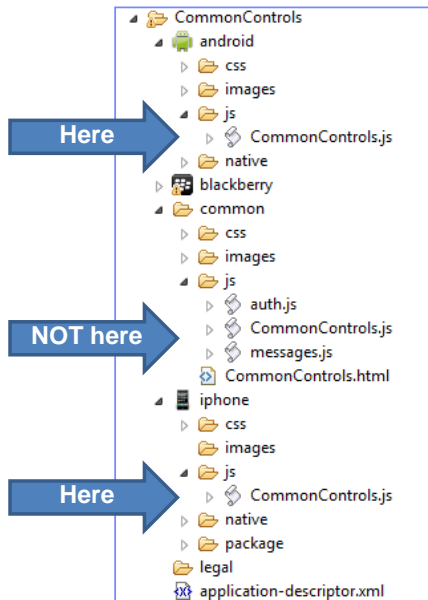 CommonControls
android
css
images
js
Here
CommonControls.js
native
blackberry
common
css
images
js
auth.js
NOT here
CommonControls.js
messages.js
CommonControls.html
iphone
css
images
js
Here
CommonControls.js
native
package
legal
application-descriptor.xml